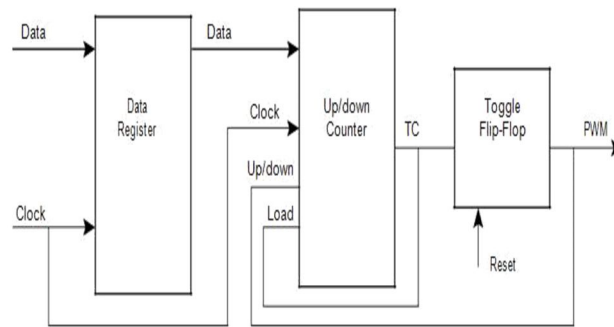 Data
Data
Data
Register
Clock
Clock
Up/down
Load
Up/down
Counter
TC
Toggle
Flip-Flop
PWM
Reset